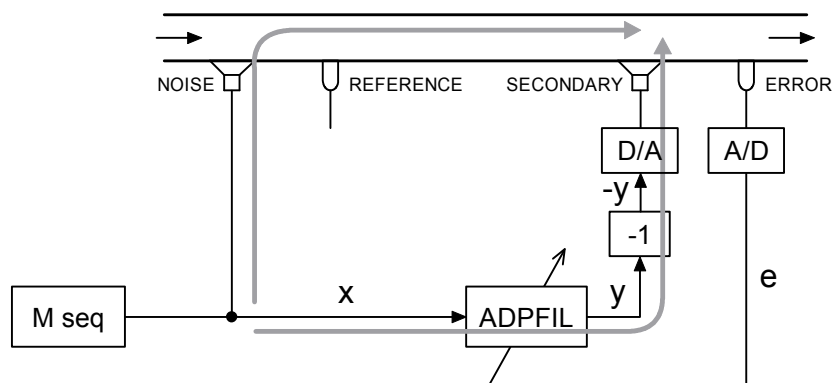 NOISE
REFERENCE
SECONDARY
ERROR
D/A
A/D
-y
-1
x
y
e
M seq
ADPFIL